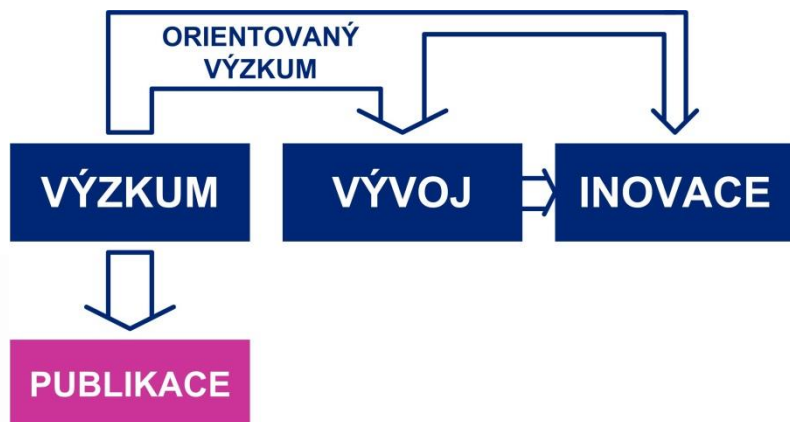 ORIENTOVANÝ
VÝZKUM
VÝZKUM
VÝVOJ
INOVACE
PUBLIKACE